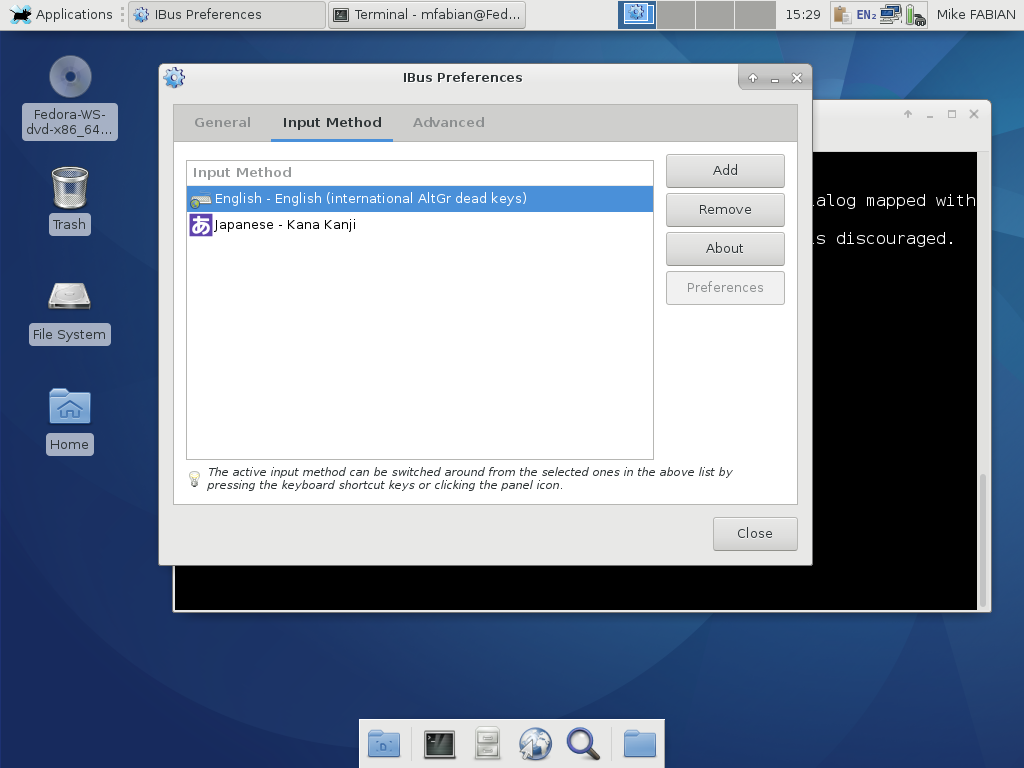 Applications
IBus Preferences
Terminal - mfabian@Fed...
15:29
EN₂
Mike FABIAN
Fedora-WS-
dvd-x86_64...
Trash
File System
Home
IBus Preferences
General
Input Method
Advanced
Input Method
English - English (international AltGr dead keys)
あ
Japanese - Kana Kanji
Add
Remove
About
Preferences
The active input method can be switched around from the selected ones in the above list by
pressing the keyboard shortcut keys or clicking the panel icon.
Close
alog mapped with
s discouraged.